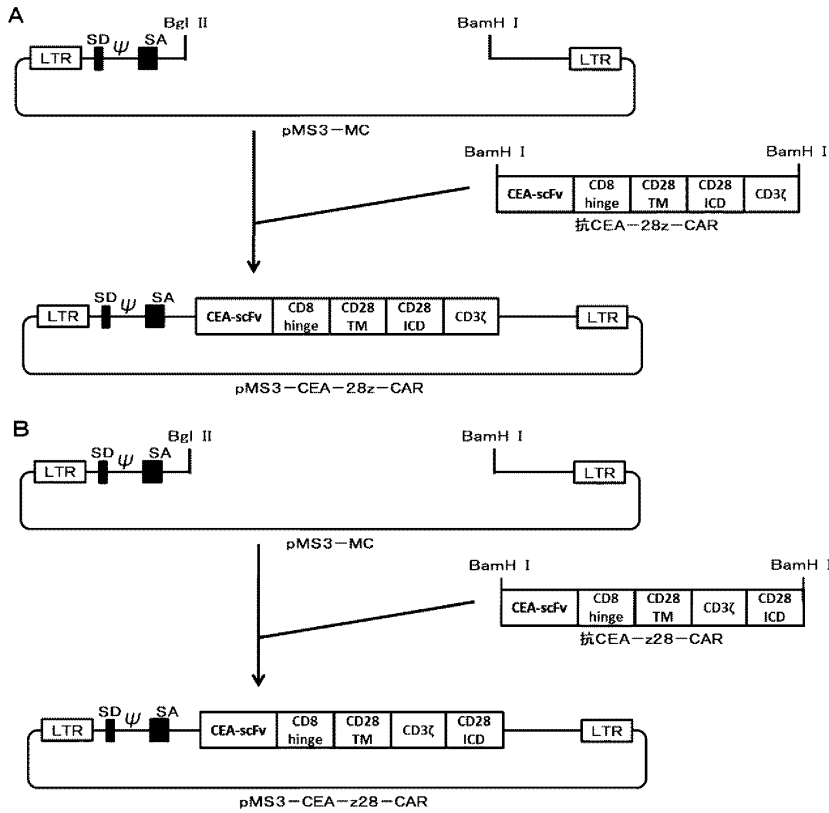 A
Bgl II
BamH I
SD ψ SA
LTR
LTR
pMS3-MC
BamH I
BamH I
CEA-scFv
CD8 hinge
CD28 TM
CD28 ICD
CD3ζ
抗CEA-28z-CAR
SD ψ SA
LTR
CEA-scFv
CD8 hinge
CD28 TM
CD28 ICD
CD3ζ
LTR
pMS3-CEA-28z-CAR
B
Bgl II
BamH I
SD ψ SA
LTR
LTR
pMS3-MC
BamH I
BamH I
CEA-scFv
CD8 hinge
CD28 TM
CD3ζ
CD28 ICD
抗CEA-z28-CAR
SD ψ SA
LTR
CEA-scFv
CD8 hinge
CD28 TM
CD3ζ
CD28 ICD
LTR
pMS3-CEA-z28-CAR